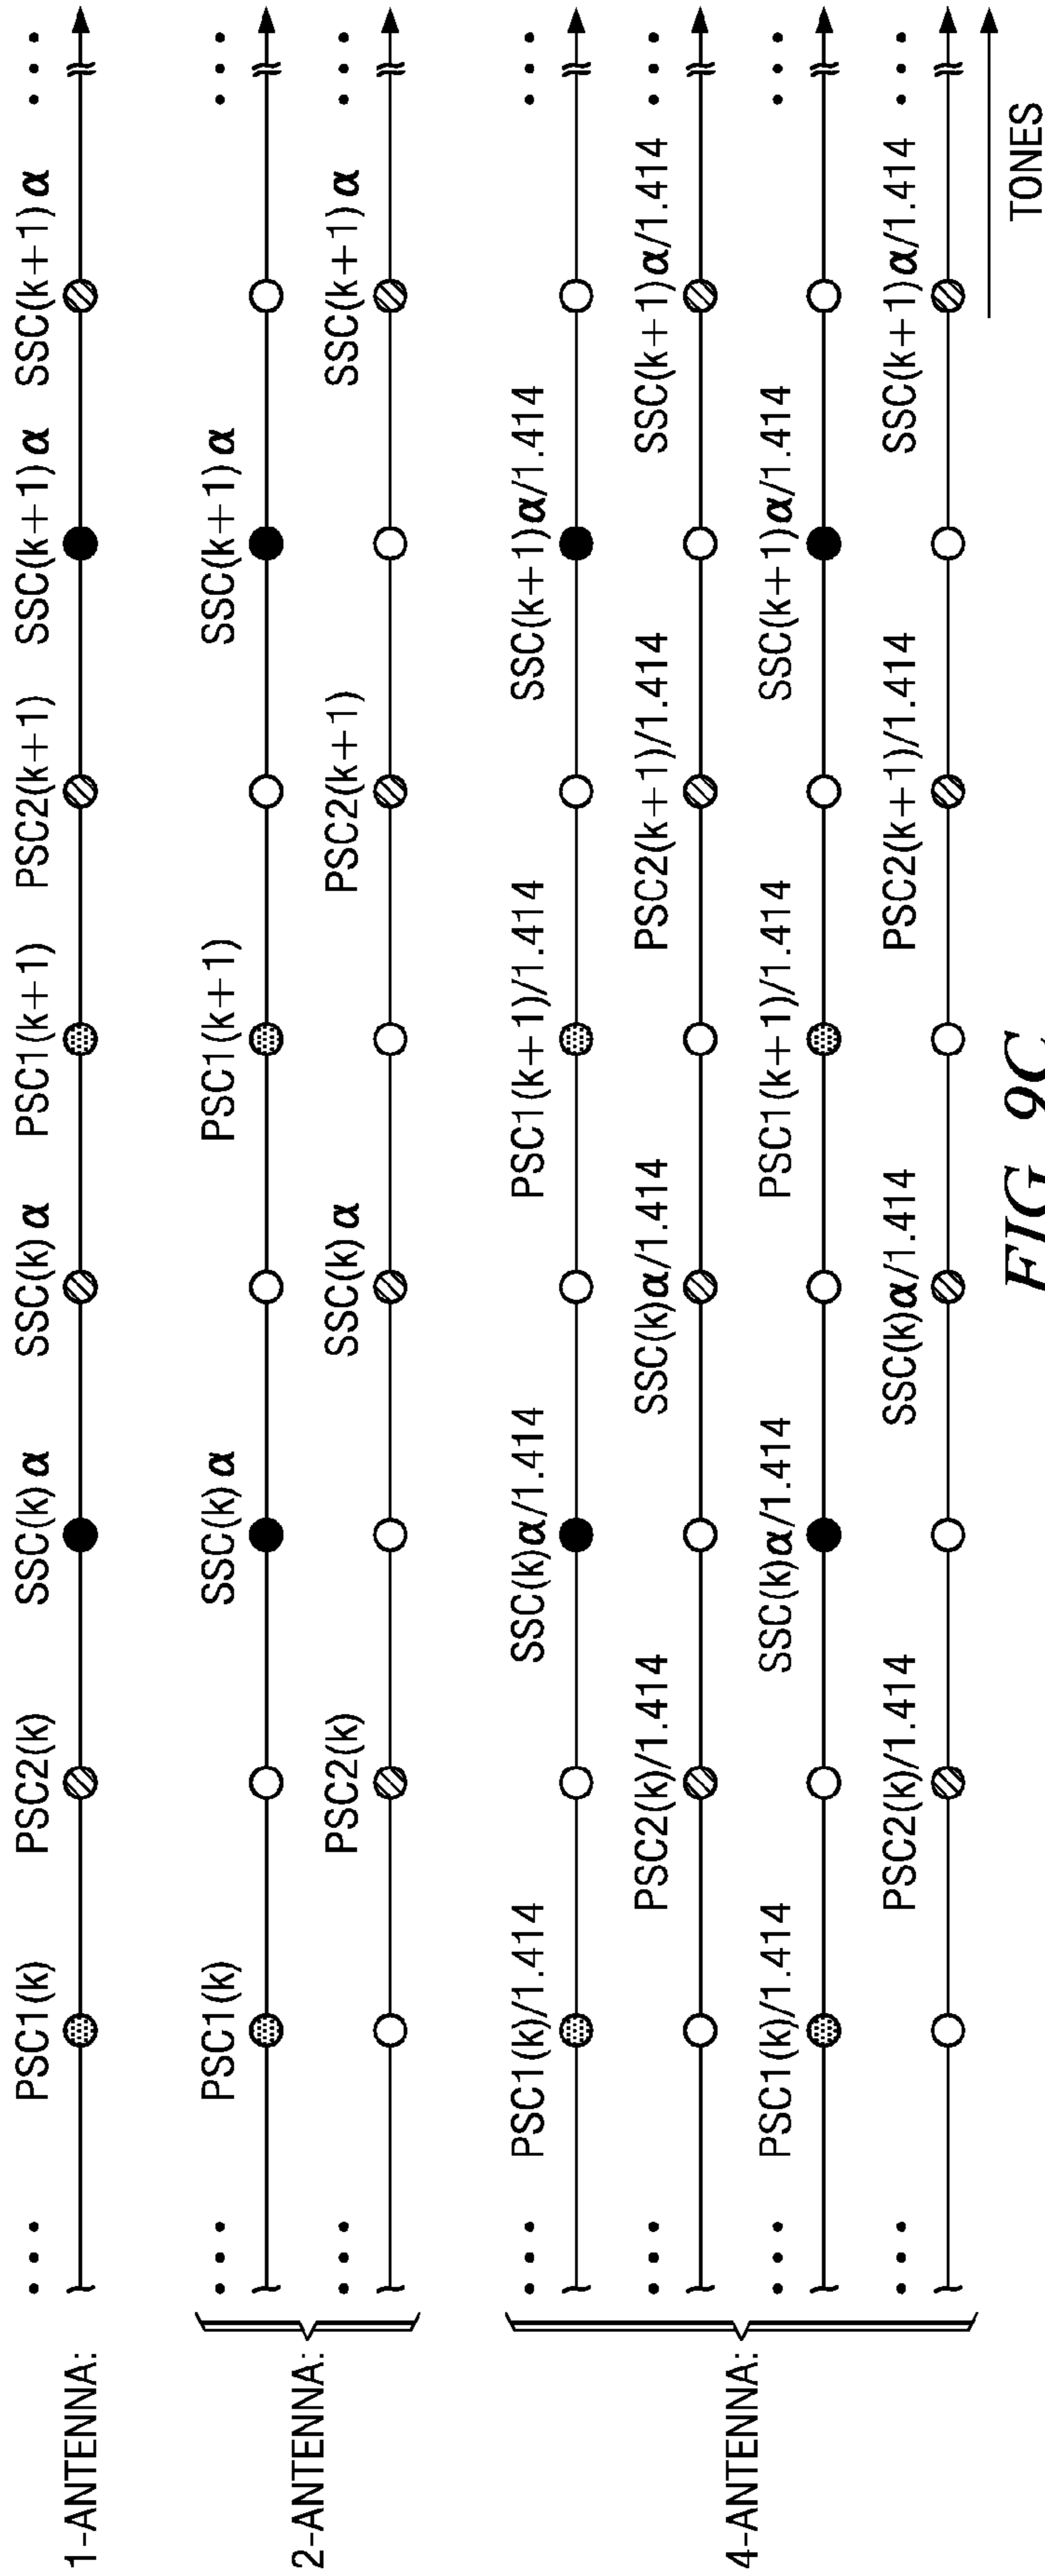 1-ANTENNA:
PSC1(k) PSC2(k) SSC(k)α SSC(k)α PSC1(k+1) PSC2(k+1) SSC(k+1)α SSC(k+1)α
2-ANTENNA:
PSC1(k) SSC(k)α PSC1(k+1) SSC(k+1)α
PSC2(k) SSC(k)α PSC2(k+1) SSC(k+1)α
4-ANTENNA:
PSC1(k)/1.414 SSC(k)α/1.414 PSC1(k+1)/1.414 SSC(k+1)α/1.414
PSC2(k)/1.414 SSC(k)α/1.414 PSC2(k+1)/1.414 SSC(k+1)α/1.414
PSC1(k)/1.414 SSC(k)α/1.414 PSC1(k+1)/1.414 SSC(k+1)α/1.414
PSC2(k)/1.414 SSC(k)α/1.414 PSC2(k+1)/1.414 SSC(k+1)α/1.414
TONES
FIG 9C